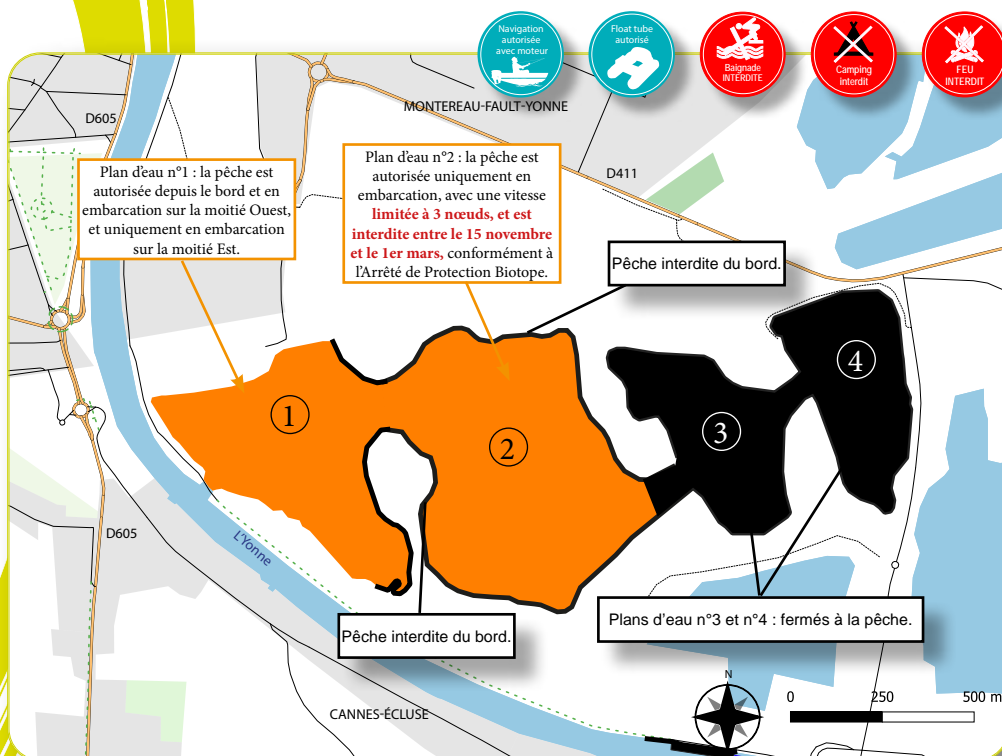 Navigation
autorisée
avec moteur
Float tube
autorisé
Baignade
INTERDITE
Camping
interdit
FEU
INTERDIT
MONTEREAU-FAULT-YONNE
D605
D411
Plan d'eau n°1 : la pêche est
autorisée depuis le bord et en
embarcation sur la moitié Ouest,
et uniquement en embarcation
sur la moitié Est.
Plan d'eau n°2 : la pêche est
autorisée uniquement en
embarcation, avec une vitesse
limitée à 3 nœuds, et est
interdite entre le 15 novembre
et le 1er mars, conformément à
l'Arrêté de Protection Biotope.
Pêche interdite du bord.
1
2
3
4
D605
L'Yonne
Pêche interdite du bord.
Plans d'eau n°3 et n°4 : fermés à la pêche.
CANNES-ÉCLUSE
N
0 250 500 m